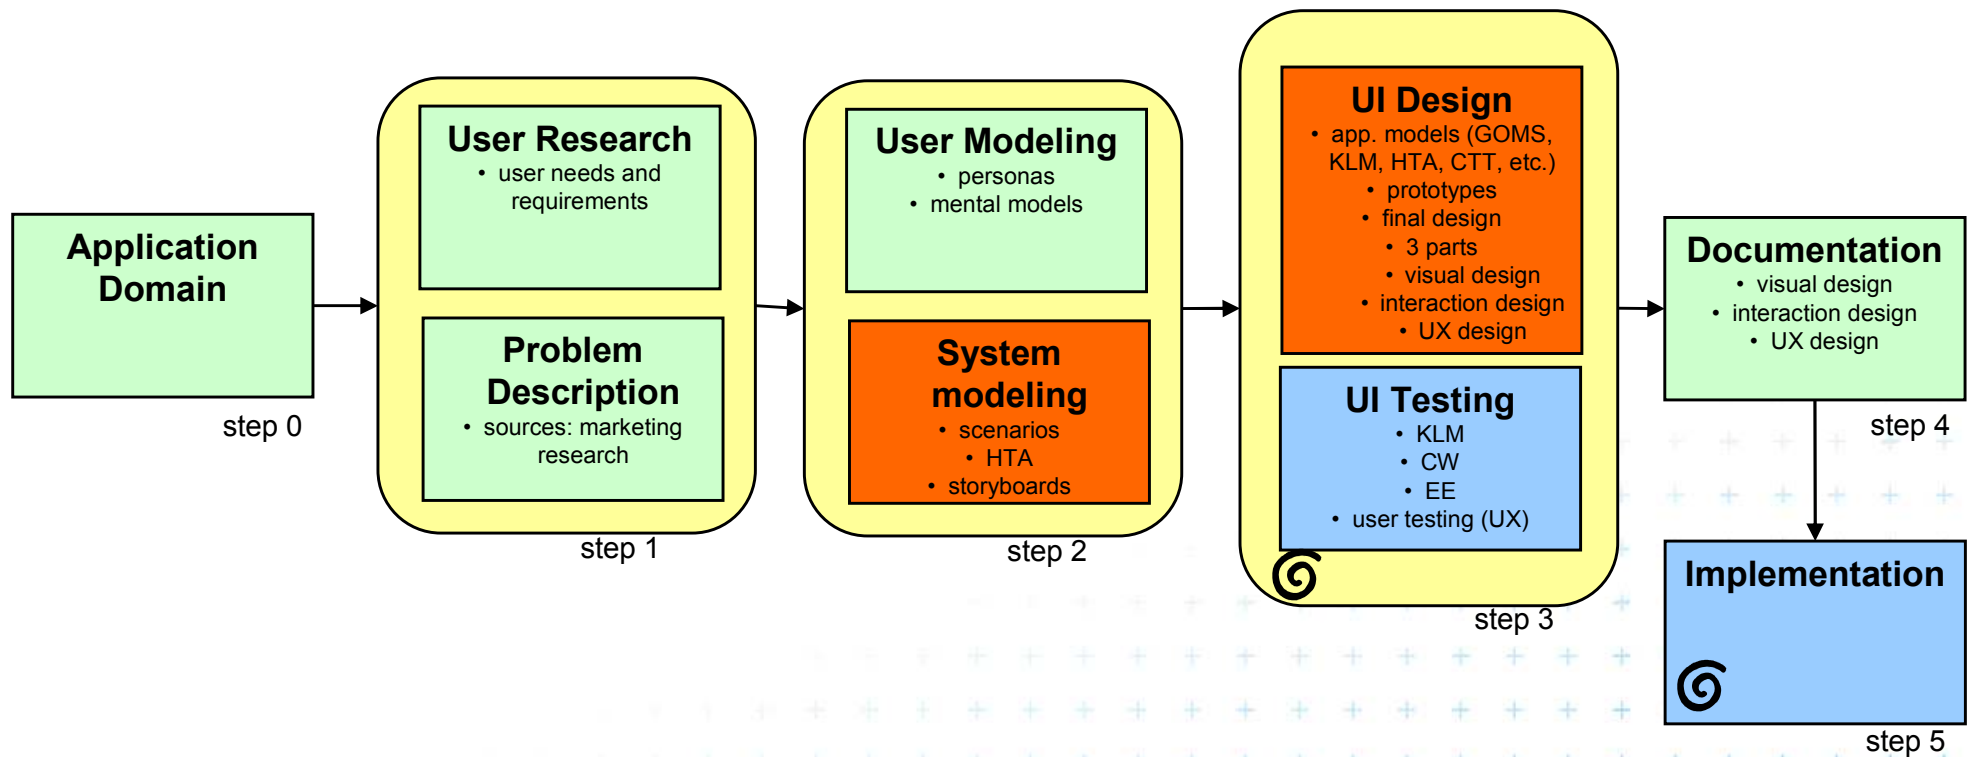 Application
Domain
step 0
User Research
• user needs and
requirements
Problem
Description
• sources: marketing
research
step 1
User Modeling
• personas
• mental models
System
modeling
• scenarios
• HTA
• storyboards
step 2
UI Design
• app. models (GOMS,
KLM, HTA, CTT, etc.)
• prototypes
• final design
• 3 parts
• visual design
• interaction design
• UX design
UI Testing
• KLM
• CW
• EE
• user testing (UX)
step 3
Documentation
• visual design
• interaction design
• UX design
step 4
Implementation
step 5